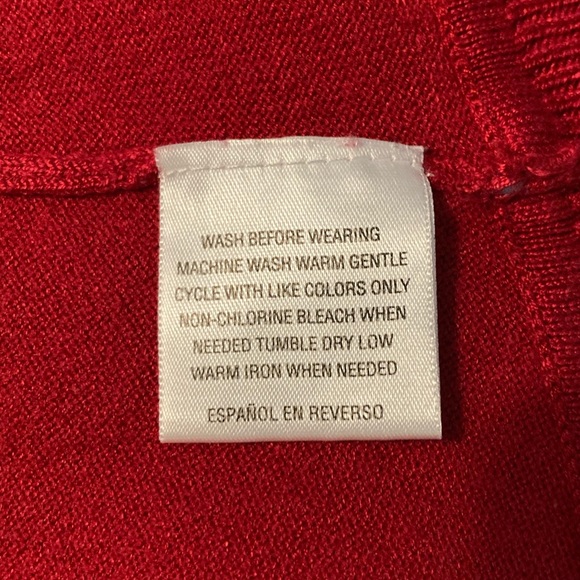 WASH BEFORE WEARING
MACHINE WASH WARM GENTLE
CYCLE WITH LIKE COLORS ONLY
NON-CHLORINE BLEACH WHEN
NEEDED TUMBLE DRY LOW
WARM IRON WHEN NEEDED
ESPAÑOL EN REVERSO